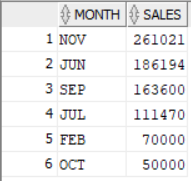 MONTH SALES
1 NOV 261021
2 JUN 186194
3 SEP 163600
4 JUL 111470
5 FEB 70000
6 OCT 50000